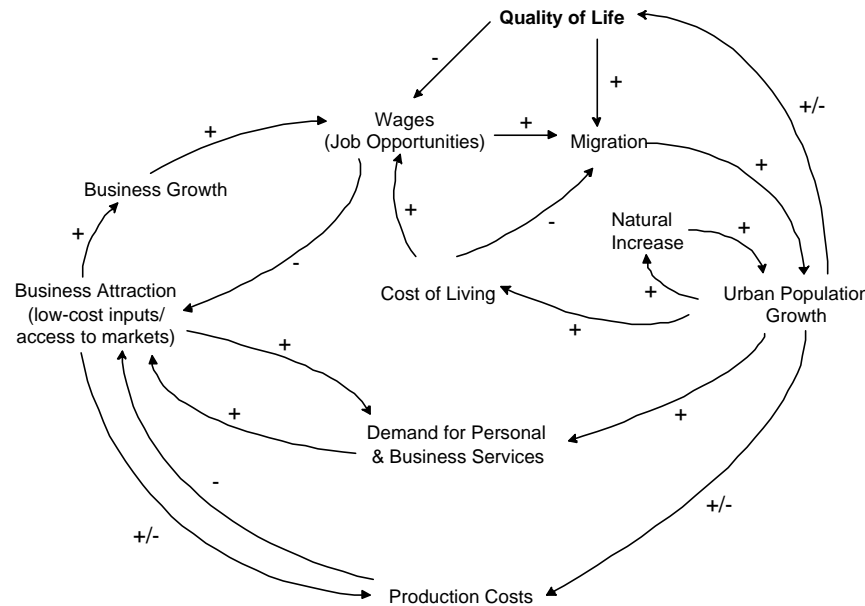 Quality of Life
-
+
+/-
+
Wages
(Job Opportunities)
+
Migration
+
Business Growth
+
+
-
Natural
Increase
+
-
Business Attraction
(low-cost inputs/
access to markets)
Cost of Living
+
Urban Population
Growth
+
+
+
+
Demand for Personal
& Business Services
-
+/-
+/-
Production Costs